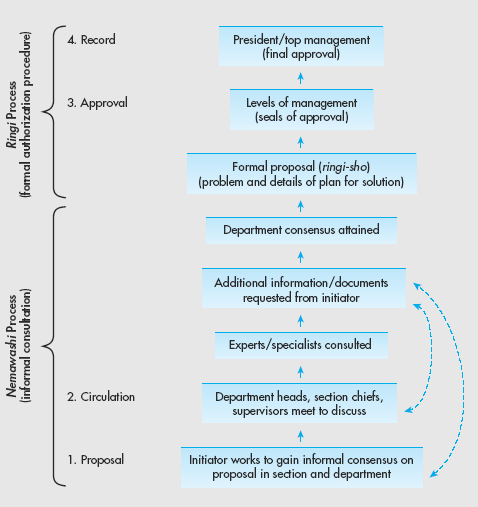 Ringi Process
(formal authorization procedure)
4. Record
President/top management
(final approval)
3. Approval
Levels of management
(seals of approval)
Formal proposal (ringi-sho)
(problem and details of plan for solution)
Nemawashi Process
(informal consultation)
Department consensus attained
Additional information/documents
requested from initiator
Experts/specialists consulted
2. Circulation
Department heads, section chiefs,
supervisors meet to discuss
1. Proposal
Initiator works to gain informal consensus on
proposal in section and department